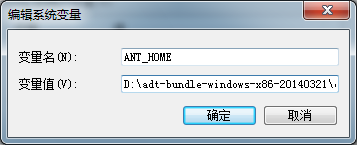 编辑系统变量
变量名(N): ANT_HOME
变量值(V): D:\adt-bundle-windows-x86-20140321\
确定 取消